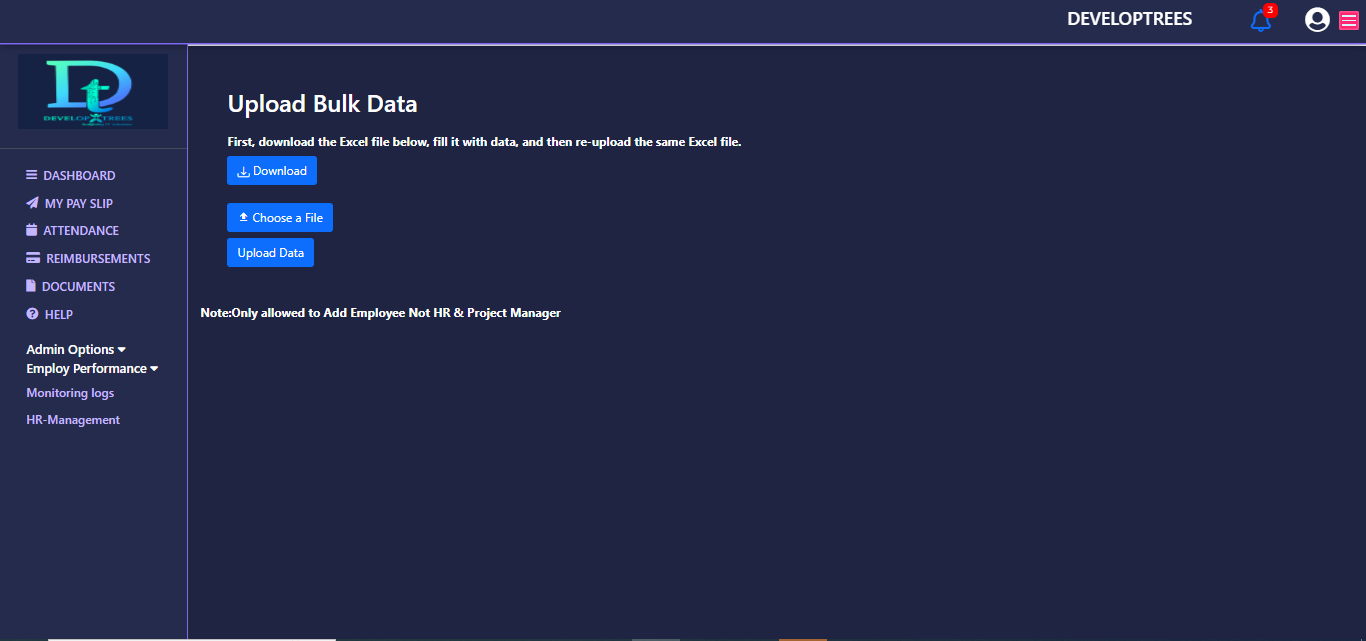 DEVELOPTREES
3
Dt
DEVELOP TREES
DASHBOARD
MY PAY SLIP
ATTENDANCE
REIMBURSEMENTS
DOCUMENTS
HELP
Admin Options
Employ Performance
Monitoring logs
HR-Management
Upload Bulk Data
First, download the Excel file below, fill it with data, and then re-upload the same Excel file.
Download
Choose a File
Upload Data
Note:Only allowed to Add Employee Not HR & Project Manager